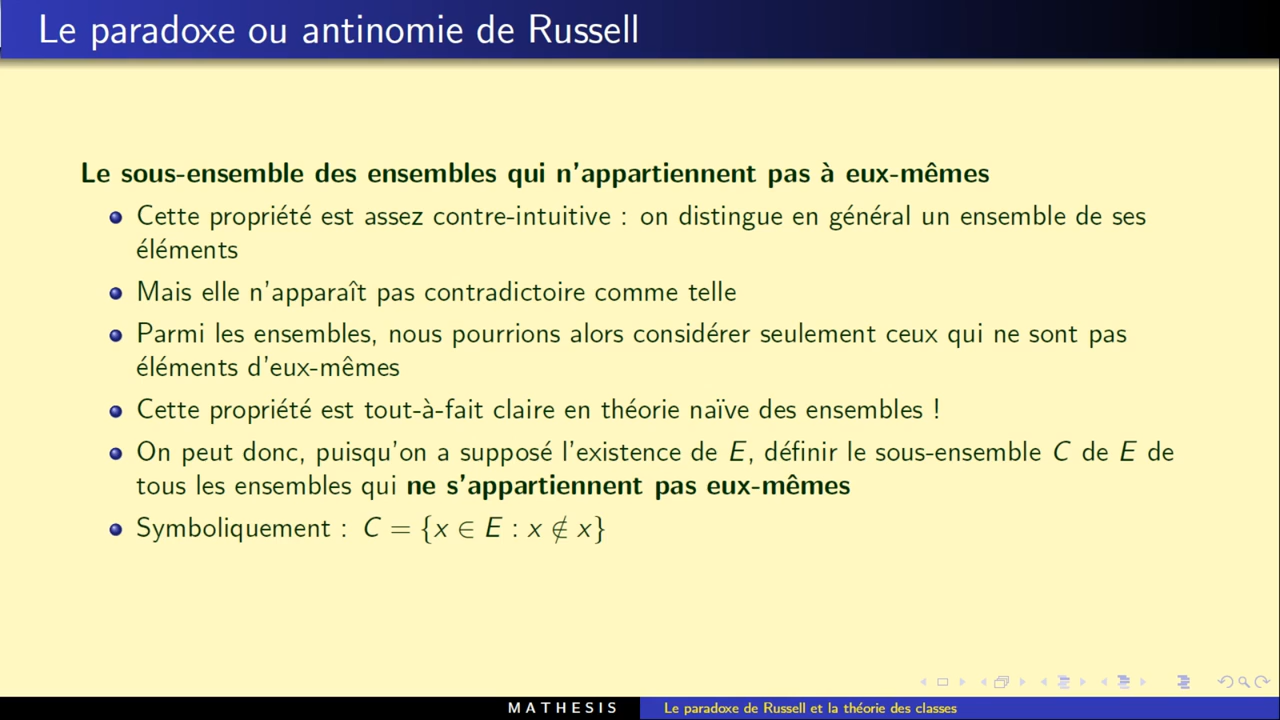 Le paradoxe ou antinomie de Russell
Le sous-ensemble des ensembles qui n'appartiennent pas à eux-mêmes
Cette propriété est assez contre-intuitive : on distingue en général un ensemble de ses
éléments
Mais elle n'apparaît pas contradictoire comme telle
Parmi les ensembles, nous pourrions alors considérer seulement ceux qui ne sont pas
éléments d'eux-mêmes
Cette propriété est tout-à-fait claire en théorie naïve des ensembles !
On peut donc, puisqu'on a supposé l'existence de E, définir le sous-ensemble C de E de
tous les ensembles qui ne s'appartiennent pas eux-mêmes
Symboliquement : C = {x ∈ E : x ∉ x}
MATHESIS
Le paradoxe de Russell et la théorie des classes